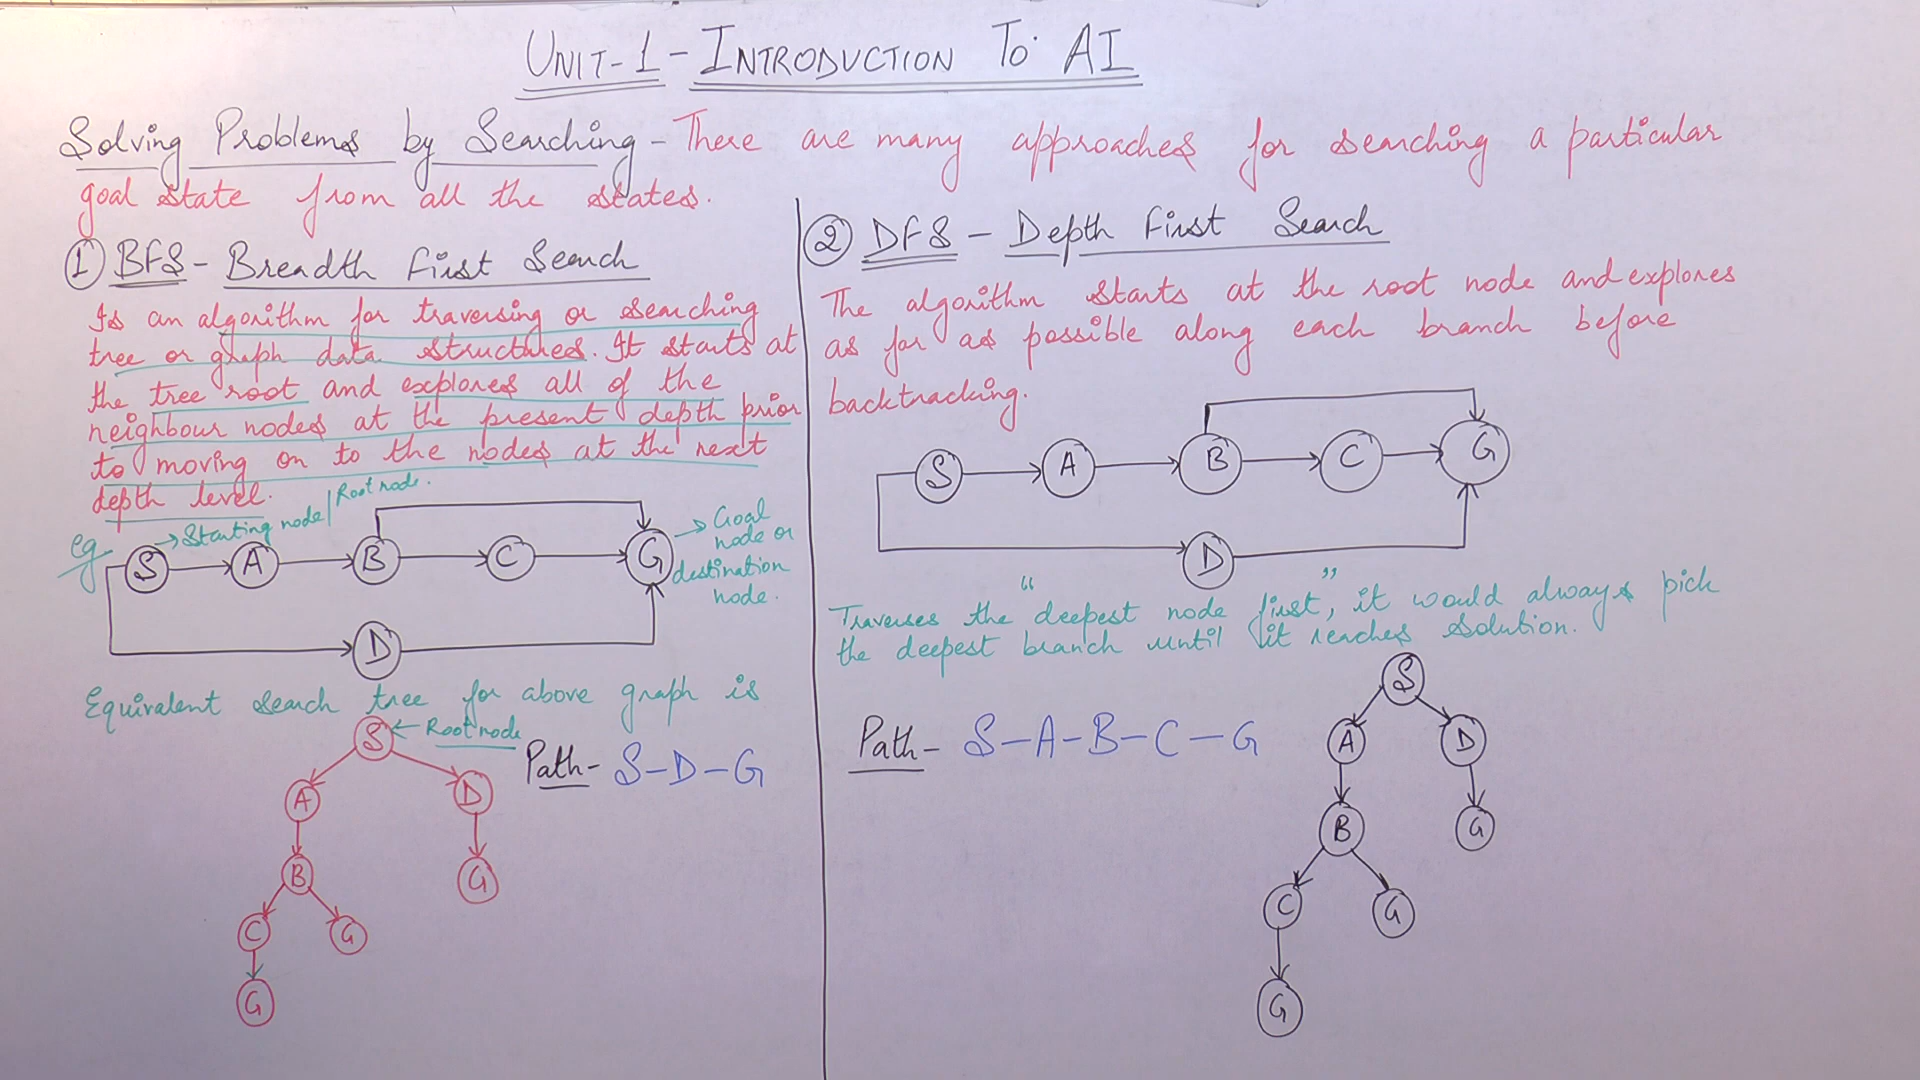 UNIT-1-INTRODUCTION TO AI
Solving Problems by Searching - There are many approaches for searching a particular
goal state from all the states.
① BFS - Breadth First Search
Is an algorithm for traversing or searching
tree or graph data structures. It starts at
the tree root and explores all of the
neighbour nodes at the present depth prior
to moving on to the nodes at the next
depth level.
eg
→ Starting node / Root node.
S A B C G
D
→ Goal
node or
destination
node.
Equivalent search tree for above graph is
S ← Root node
A D
B G
C G
G
Path - S-D-G
② DFS - Depth First Search
The algorithm starts at the root node and explores
as far as possible along each branch before
backtracking.
S A B C G
D
Traverses the "deepest node first", it would always pick
the deepest branch until it reaches solution.
Path - S-A-B-C-G
S
A D
B G
C G
G